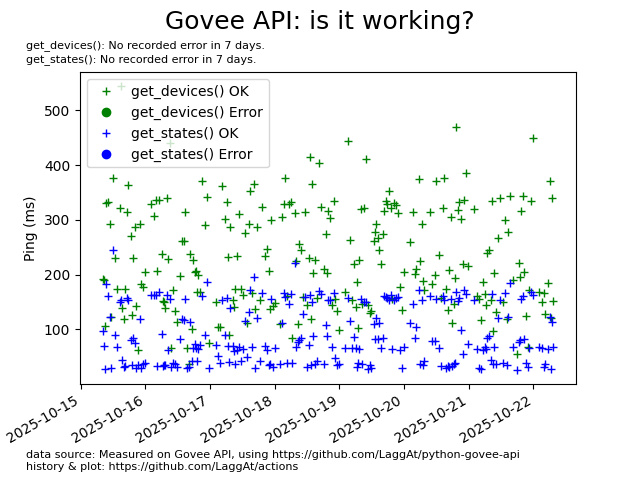 Govee API: is it working?
get_devices(): No recorded error in 7 days.
get_states(): No recorded error in 7 days.
get_devices() OK
get_devices() Error
get_states() OK
get_states() Error
Ping (ms)
500
400
300
200
100
2025-10-15
2025-10-16
2025-10-17
2025-10-18
2025-10-19
2025-10-20
2025-10-21
2025-10-22
data source: Measured on Govee API, using https://github.com/LaggAt/python-govee-api
history & plot: https://github.com/LaggAt/actions